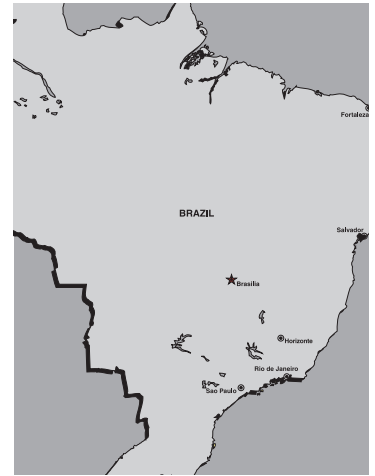 Fortaleza
BRAZIL
Salvador
Brasilia
Horizonte
Rio de Janeiro
Sao Paulo